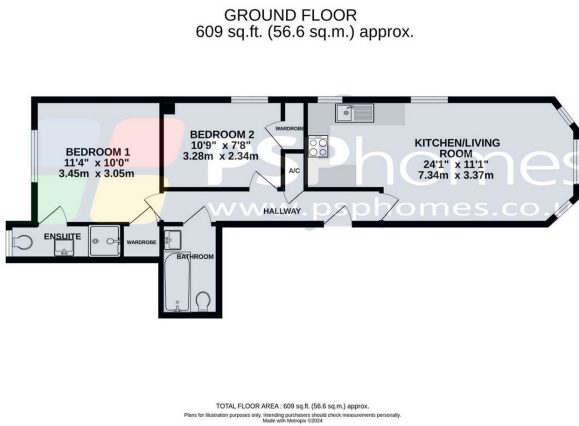 GROUND FLOOR
609 sq.ft. (56.6 sq.m.) approx.
BEDROOM 1
11'4" x 10'0"
3.45m x 3.05m
BEDROOM 2
10'9" x 7'8"
3.28m x 2.34m
WARDROBE
A/C
KITCHEN/LIVING
ROOM
24'1" x 11'1"
7.34m x 3.37m
PSPhomes
www.psphomes.co.u
HALLWAY
ENSUITE
WARDROBE
BATHROOM
TOTAL FLOOR AREA : 609 sq.ft. (56.6 sq.m.) approx.
Plans for illustration purposes only. Intending purchasers should check measurements personally.
Made with Metropix ©2024